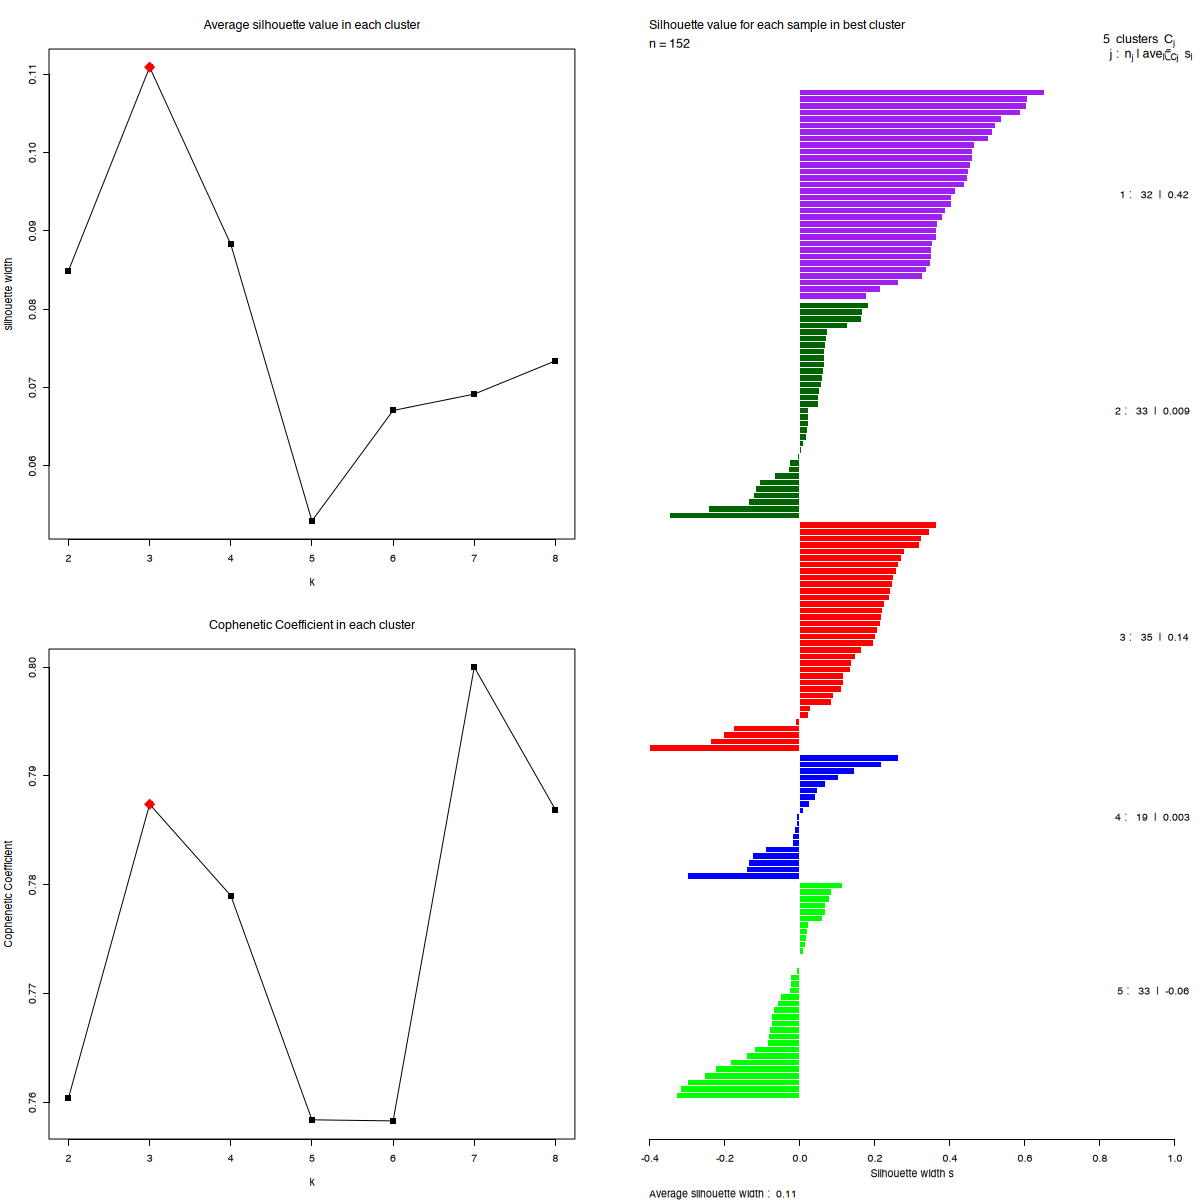 Average silhouette value in each cluster
silhouette width
0.06 0.07 0.08 0.09 0.10 0.11
2 3 4 5 6 7 8
k
Cophenetic Coefficient in each cluster
Cophenetic Coefficient
0.76 0.77 0.78 0.79 0.80
2 3 4 5 6 7 8
k
Silhouette value for each sample in best cluster
n = 152
5 clusters Cj
j : nj | avei∈Cj si
1 : 32 | 0.42
2 : 33 | 0.009
3 : 35 | 0.14
4 : 19 | 0.003
5 : 33 | -0.06
-0.4 -0.2 0.0 0.2 0.4 0.6 0.8 1.0
Silhouette width s
Average silhouette width : 0.11